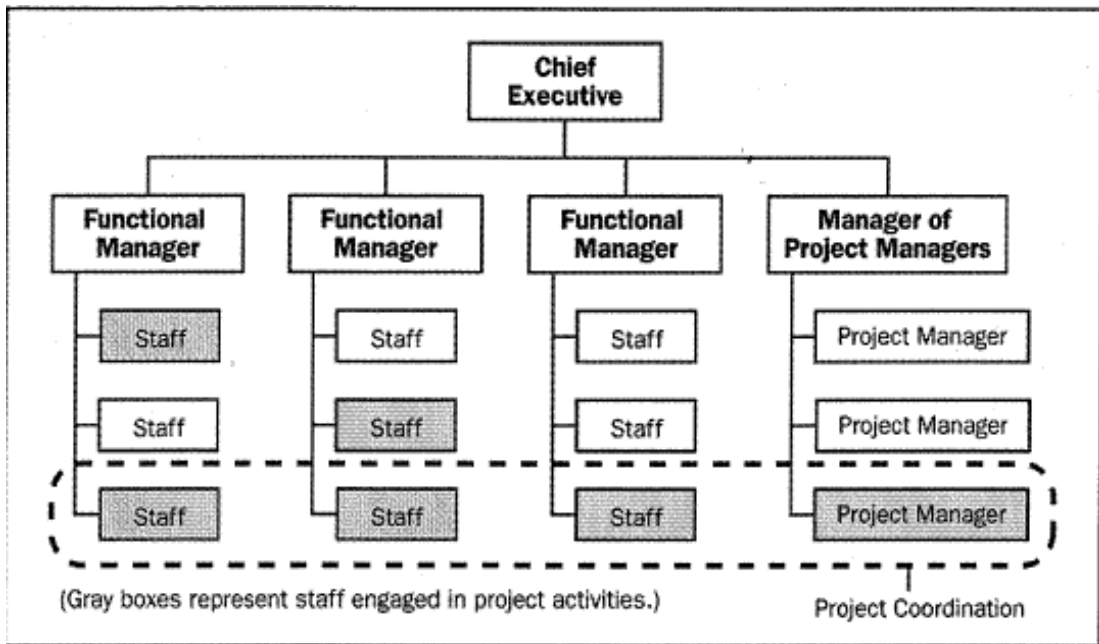 Chief
Executive
Functional
Manager
Functional
Manager
Functional
Manager
Manager of
Project Managers
Staff
Staff
Staff
Project Manager
Staff
Staff
Staff
Project Manager
Staff
Staff
Staff
Project Manager
(Gray boxes represent staff engaged in project activities.)
Project Coordination